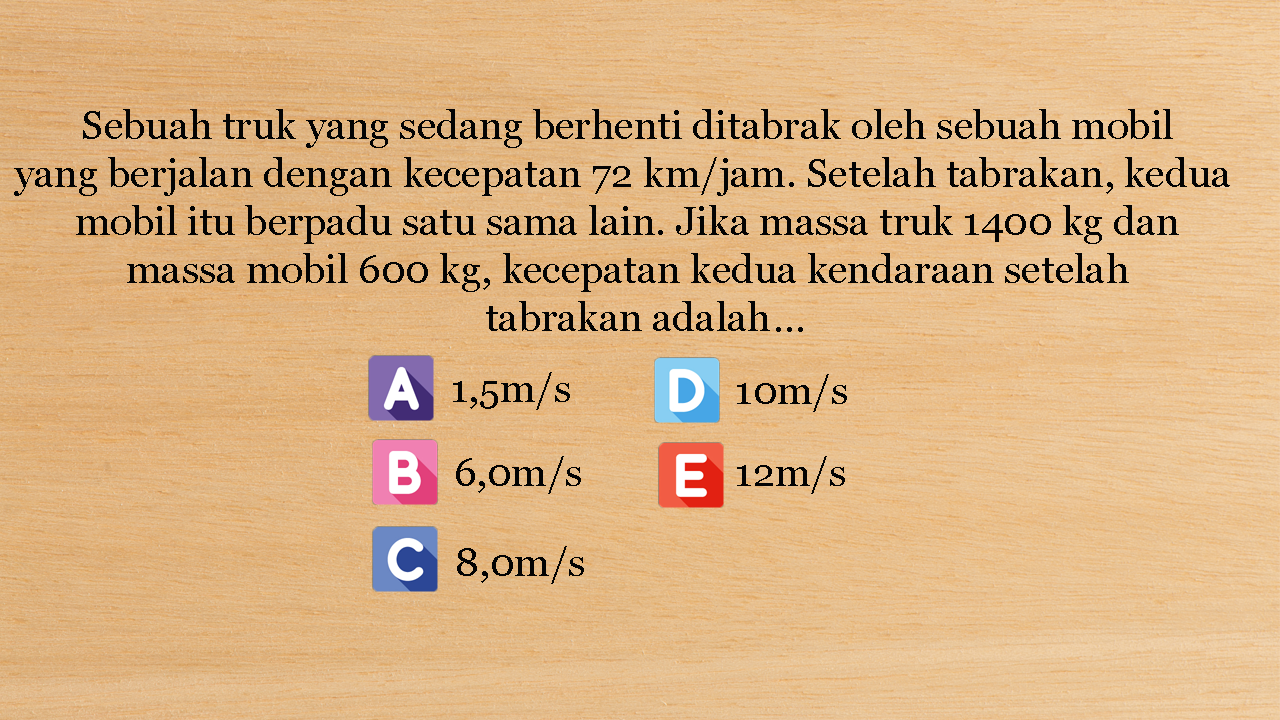 Sebuah truk yang sedang berhenti ditabrak oleh sebuah mobil
yang berjalan dengan kecepatan 72 km/jam. Setelah tabrakan, kedua
mobil itu berpadu satu sama lain. Jika massa truk 1400 kg dan
massa mobil 600 kg, kecepatan kedua kendaraan setelah
tabrakan adalah...
A 1,5m/s
B 6,0m/s
C 8,0m/s
D 10m/s
E 12m/s